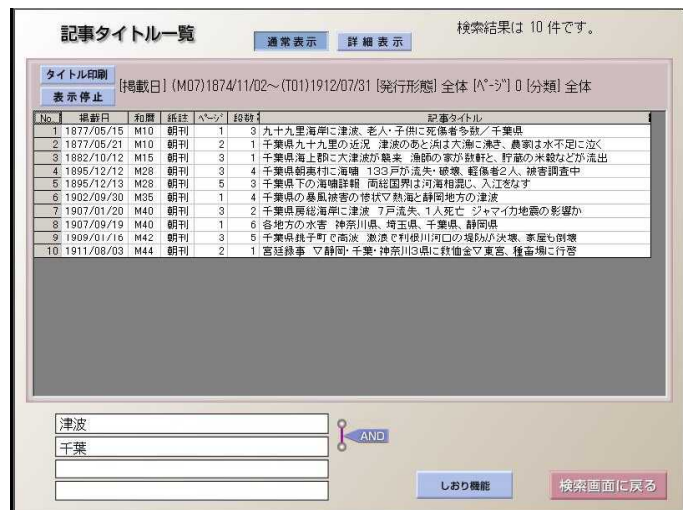 記事タイトル一覧
通常表示 詳細表示
検索結果は 10 件です。
タイトル印刷
表示停止
[掲載日] (M07)1874/11/02～(T01)1912/07/31 [発行形態] 全体 [ページ] 0 [分類] 全体
No. 掲載日 和暦 紙誌 ページ 段数 記事タイトル
1 1877/05/15 M10 朝刊 1 3 九十九里海岸に津波、老人・子供に死傷者多数／千葉県
2 1877/05/21 M10 朝刊 2 1 千葉県九十九里の近況 津波のあと浜は大漁に沸き、農家は水不足に泣く
3 1882/10/12 M15 朝刊 3 1 千葉県海上郡に大津波が襲来 漁師の家が数軒と、貯蔵の米穀などが流出
4 1895/12/12 M28 朝刊 3 4 千葉県朝夷村に海嘯 133戸が流失・破壊、軽傷者2人、被害調査中
5 1895/12/13 M28 朝刊 5 3 千葉県下の海嘯詳報 両総国界は河海相混じ、入江をなす
6 1902/09/30 M35 朝刊 1 4 千葉県の暴風被害の惨状▽熱海と静岡地方の津波
7 1907/01/20 M40 朝刊 3 2 千葉県房総海岸に津波 7戸流失、1人死亡 ジャマイカ地震の影響か
8 1907/09/19 M40 朝刊 1 6 各地方の水害 神奈川県、埼玉県、千葉県、静岡県
9 1909/01/16 M42 朝刊 3 5 千葉県銚子町で高波 激浪で利根川河口の堤防が決壊、家屋も倒壊
10 1911/08/03 M44 朝刊 2 1 宮廷録事 ▽静岡・千葉・神奈川3県に救恤金▽東宮、種畜場に行啓
津波
千葉
AND
しおり機能
検索画面に戻る